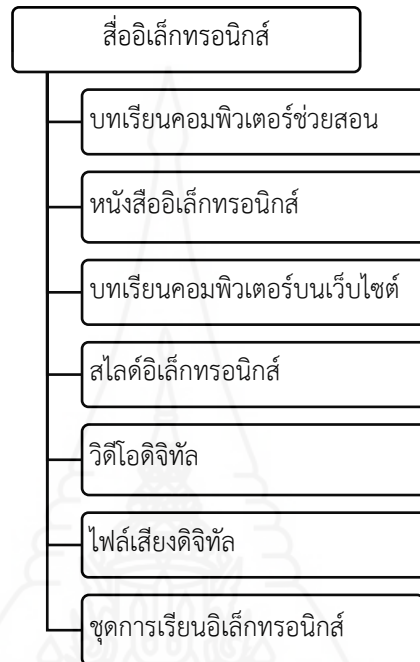 สื่ออิเล็กทรอนิกส์
บทเรียนคอมพิวเตอร์ช่วยสอน
หนังสืออิเล็กทรอนิกส์
บทเรียนคอมพิวเตอร์บนเว็บไซต์
สไลด์อิเล็กทรอนิกส์
วิดีโอดิจิทัล
ไฟล์เสียงดิจิทัล
ชุดการเรียนอิเล็กทรอนิกส์